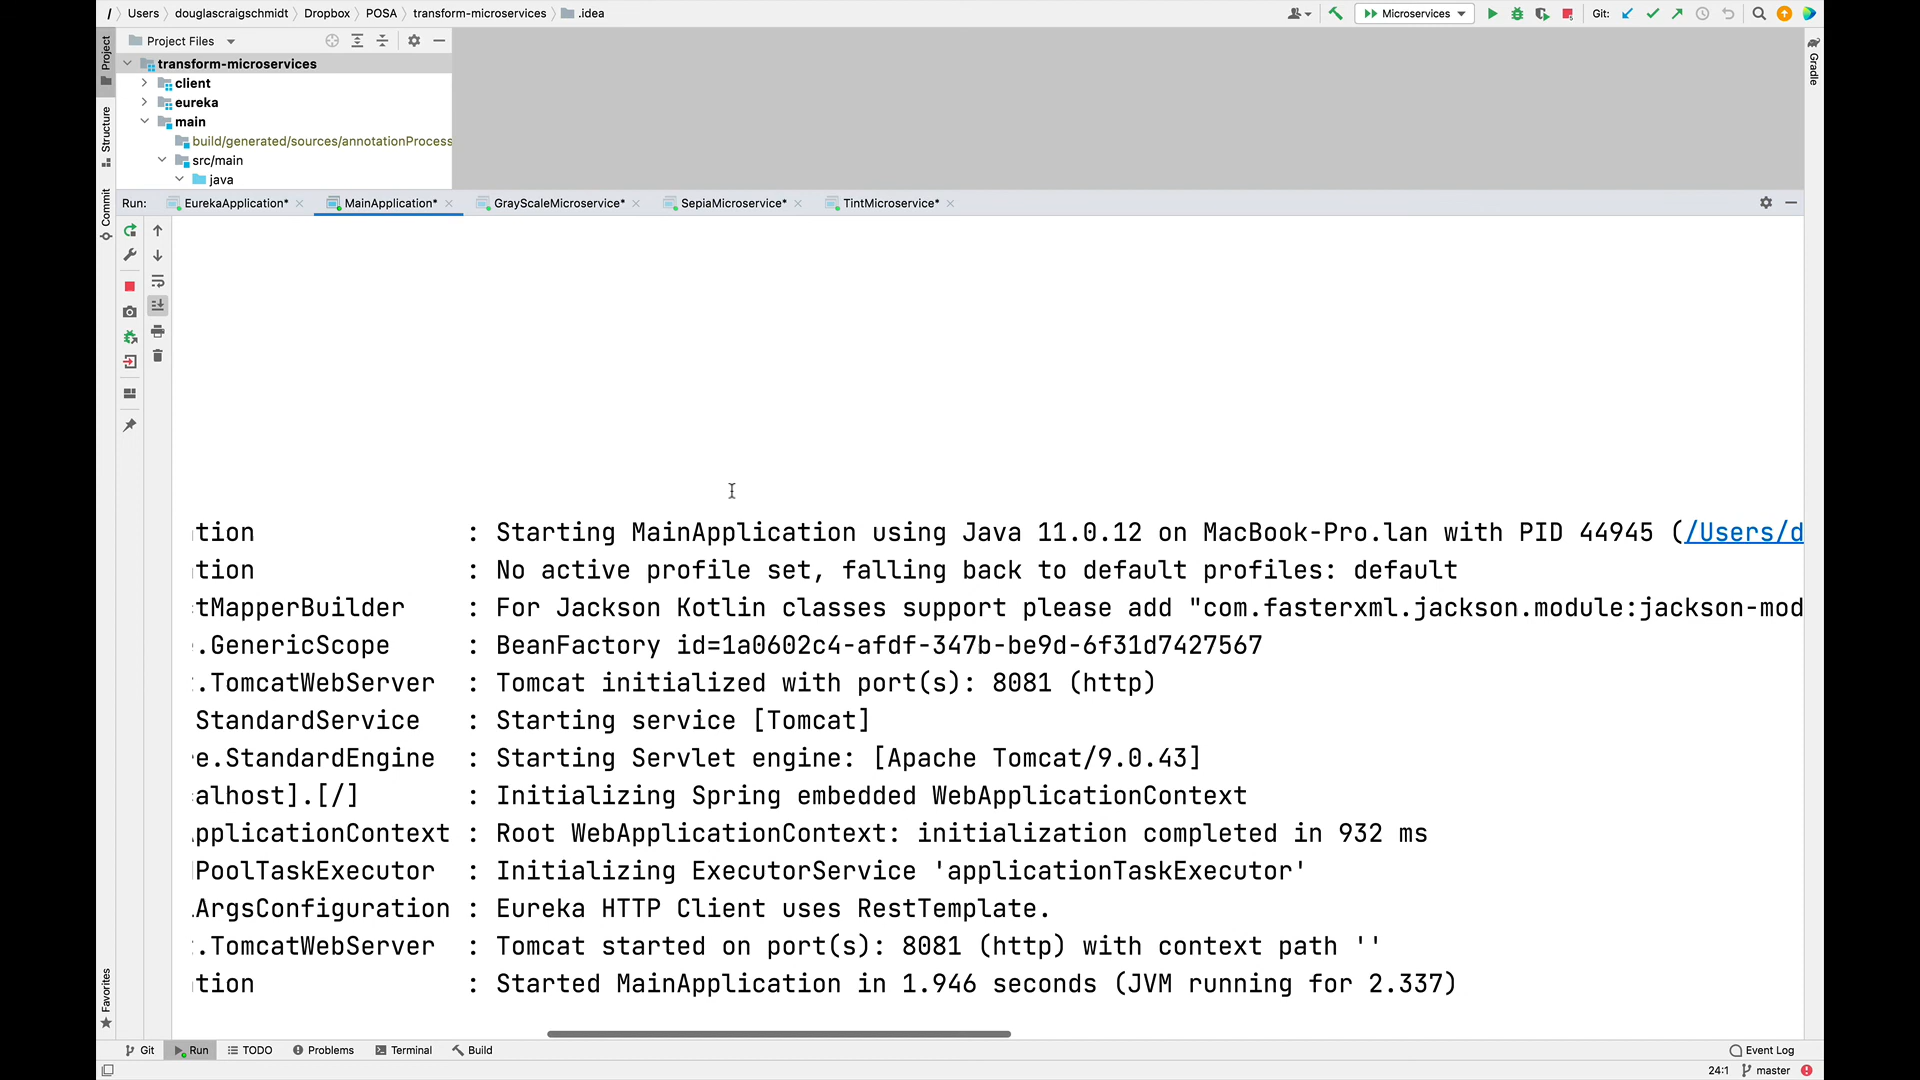 / Users douglascraigschmidt Dropbox POSA transform-microservices .idea Microservices Git:
Project Files
Project
Structure
Commit
Favorites
Gradle
transform-microservices
client
eureka
main
build/generated/sources/annotationProcess
src/main
java
Run: EurekaApplication* MainApplication* GrayScaleMicroservice* SepiaMicroservice* TintMicroservice*
tion : Starting MainApplication using Java 11.0.12 on MacBook-Pro.lan with PID 44945 (/Users/d
tion : No active profile set, falling back to default profiles: default
tMapperBuilder : For Jackson Kotlin classes support please add "com.fasterxml.jackson.module:jackson-mod
.GenericScope : BeanFactory id=1a0602c4-afdf-347b-be9d-6f31d7427567
.TomcatWebServer : Tomcat initialized with port(s): 8081 (http)
StandardService : Starting service [Tomcat]
e.StandardEngine : Starting Servlet engine: [Apache Tomcat/9.0.43]
alhost].[/] : Initializing Spring embedded WebApplicationContext
pplicationContext : Root WebApplicationContext: initialization completed in 932 ms
PoolTaskExecutor : Initializing ExecutorService 'applicationTaskExecutor'
ArgsConfiguration : Eureka HTTP Client uses RestTemplate.
.TomcatWebServer : Tomcat started on port(s): 8081 (http) with context path ''
tion : Started MainApplication in 1.946 seconds (JVM running for 2.337)
Git Run TODO Problems Terminal Build Event Log
24:1 master